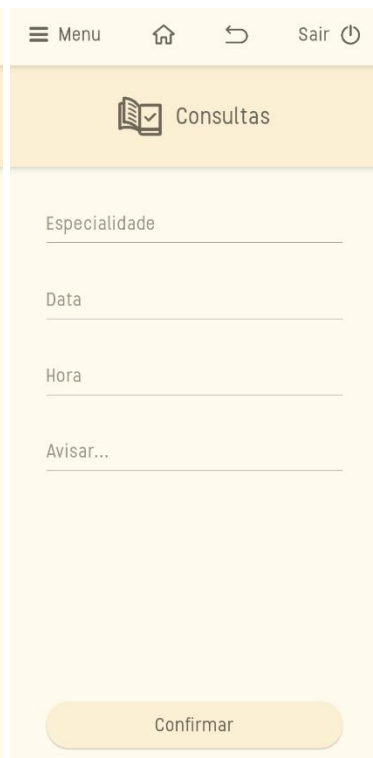 Menu Sair
Consultas
Especialidade
Data
Hora
Avisar...
Confirmar